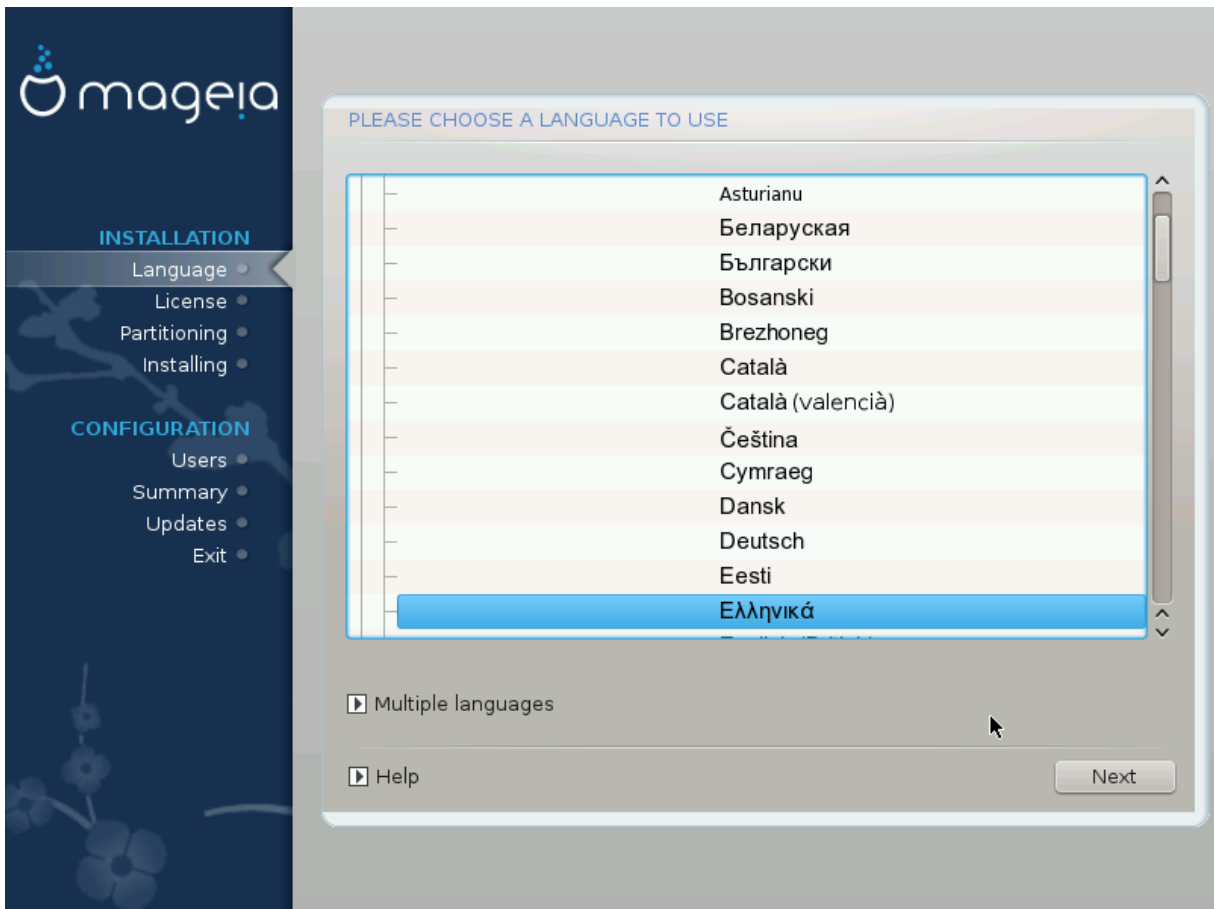 mageia
INSTALLATION
Language
License
Partitioning
Installing
CONFIGURATION
Users
Summary
Updates
Exit
PLEASE CHOOSE A LANGUAGE TO USE
Asturianu
Беларуская
Български
Bosanski
Brezhoneg
Català
Català (valencià)
Čeština
Cymraeg
Dansk
Deutsch
Eesti
Ελληνικά
Multiple languages
Help
Next